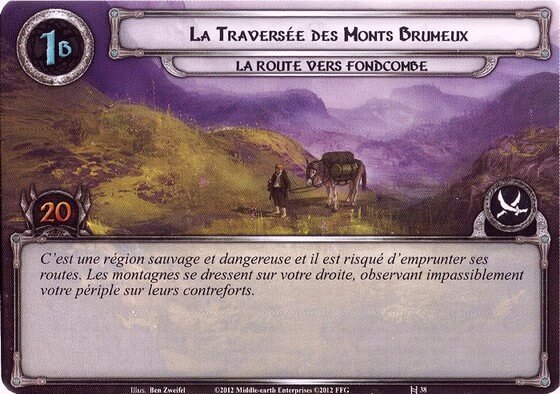 1B
La Traversée des Monts Brumeux
La Route vers Fondcombe
20
C'est une région sauvage et dangereuse et il est risqué d'emprunter ses
routes. Les montagnes se dressent sur votre droite, observant impassiblement
votre périple sur leurs contreforts.
Illus. Ben Zweifel ©2012 Middle-earth Enterprises ©2012 FFG 38